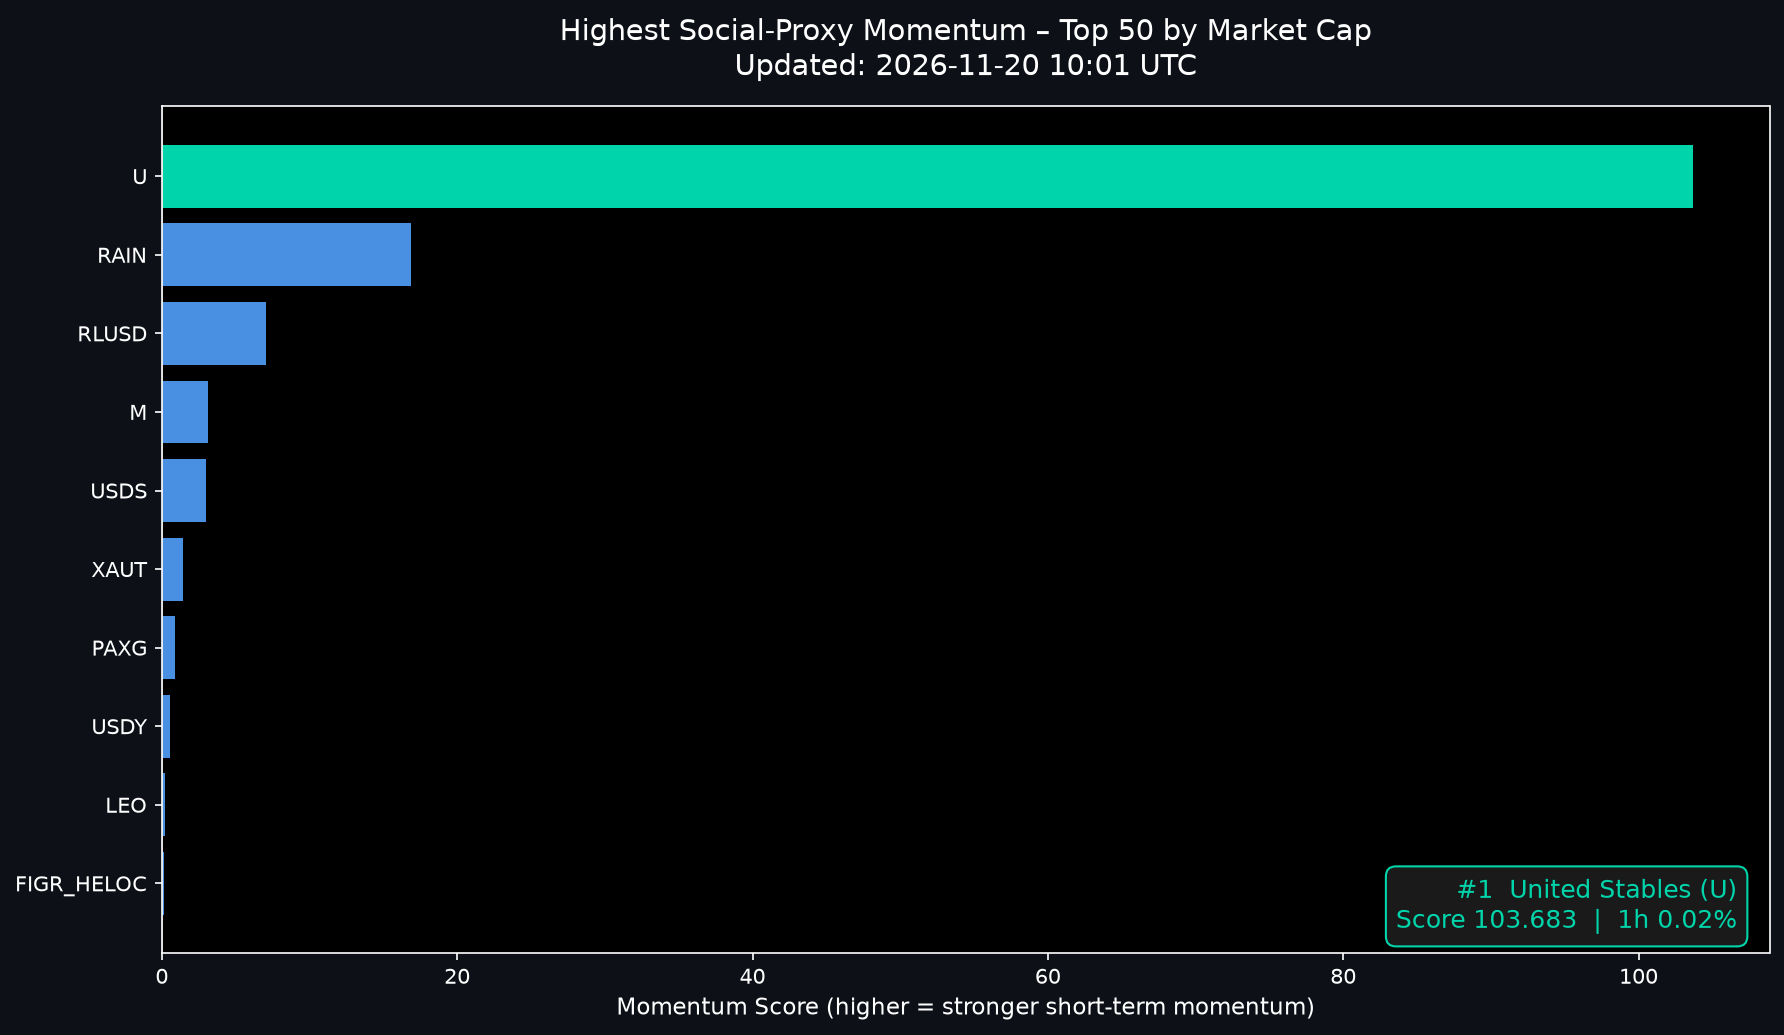 Highest Social-Proxy Momentum – Top 50 by Market Cap
Updated: 2026-11-20 10:01 UTC
U
RAIN
RLUSD
M
USDS
XAUT
PAXG
USDY
LEO
FIGR_HELOC
#1  United Stables (U)
Score 103.683  |  1h 0.02%
0 20 40 60 80 100
Momentum Score (higher = stronger short-term momentum)